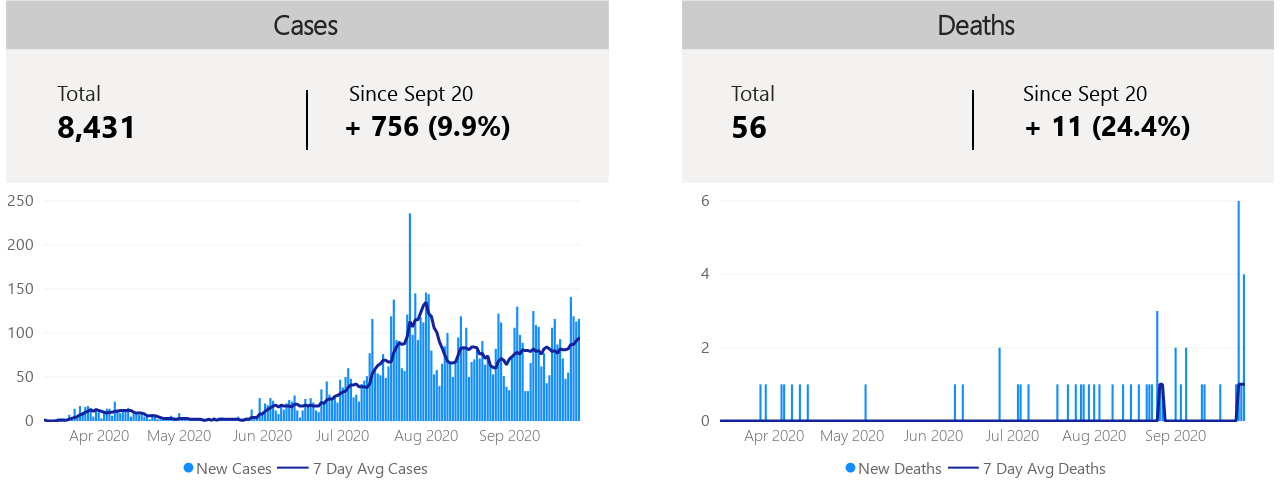 Cases
Total
8,431
Since Sept 20
+ 756 (9.9%)
250
200
150
100
50
0
Apr 2020 May 2020 Jun 2020 Jul 2020 Aug 2020 Sep 2020
New Cases 7 Day Avg Cases
Deaths
Total
56
Since Sept 20
+ 11 (24.4%)
6
4
2
0
Apr 2020 May 2020 Jun 2020 Jul 2020 Aug 2020 Sep 2020
New Deaths 7 Day Avg Deaths